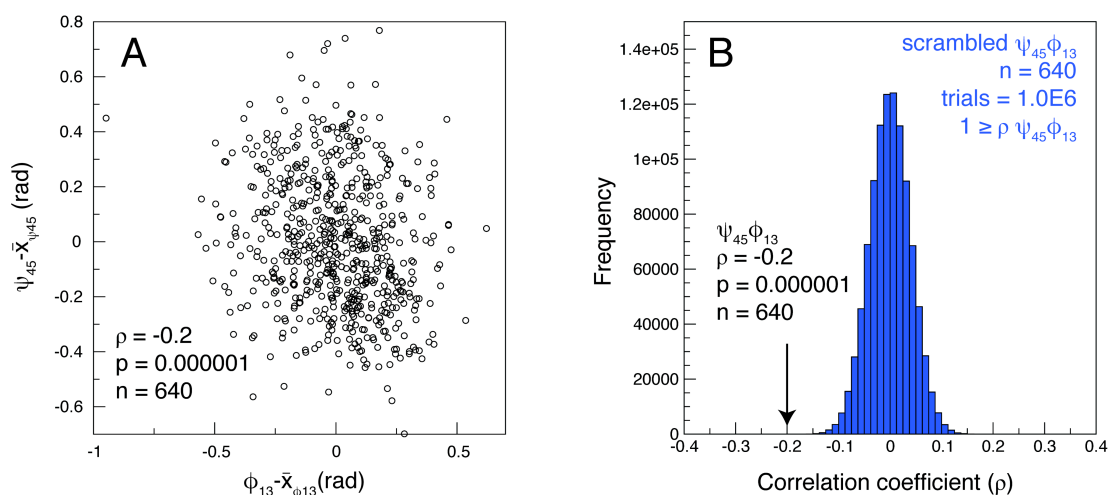 A
0.8
0.6
0.4
0.2
0
-0.2
-0.4
-0.6
ψ45-x̄ψ45 (rad)
ρ = -0.2
p = 0.000001
n = 640
-1
-0.5
0
0.5
ϕ13-x̄ϕ13(rad)
B
scrambled ψ45ϕ13
n = 640
trials = 1.0E6
1 ≥ ρ ψ45ϕ13
1.4e+05
1.2e+05
1e+05
80000
60000
40000
20000
0
Frequency
ψ45ϕ13
ρ = -0.2
p = 0.000001
n = 640
-0.4
-0.3
-0.2
-0.1
0
0.1
0.2
0.3
0.4
Correlation coefficient (ρ)